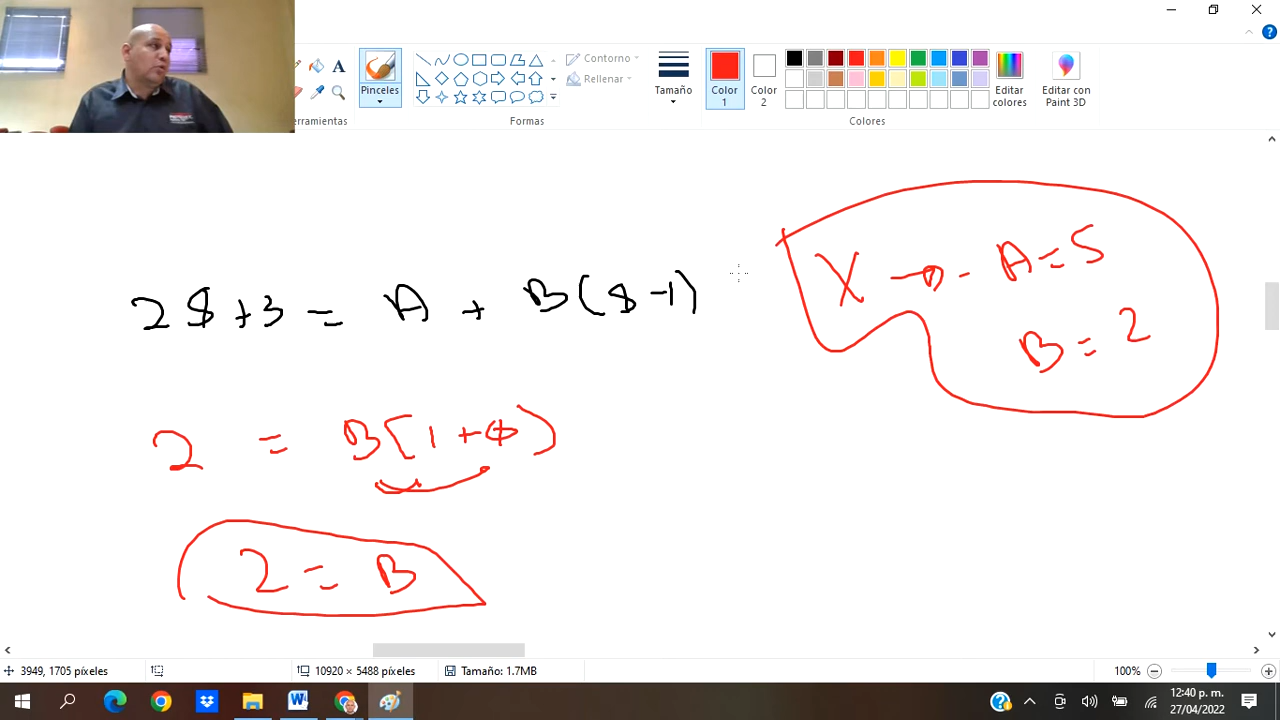 Contorno
Rellenar
Pinceles
Tamaño
Color 1
Color 2
Editar colores
Editar con Paint 3D
Formas
Colores
2S+3 = A + B(S-1)
X → A=5
B=2
2 = B(1+0)
2 = B
3949, 1705 píxeles
10920 × 5488 píxeles
Tamaño: 1.7MB
100%
12:40 p. m.
27/04/2022